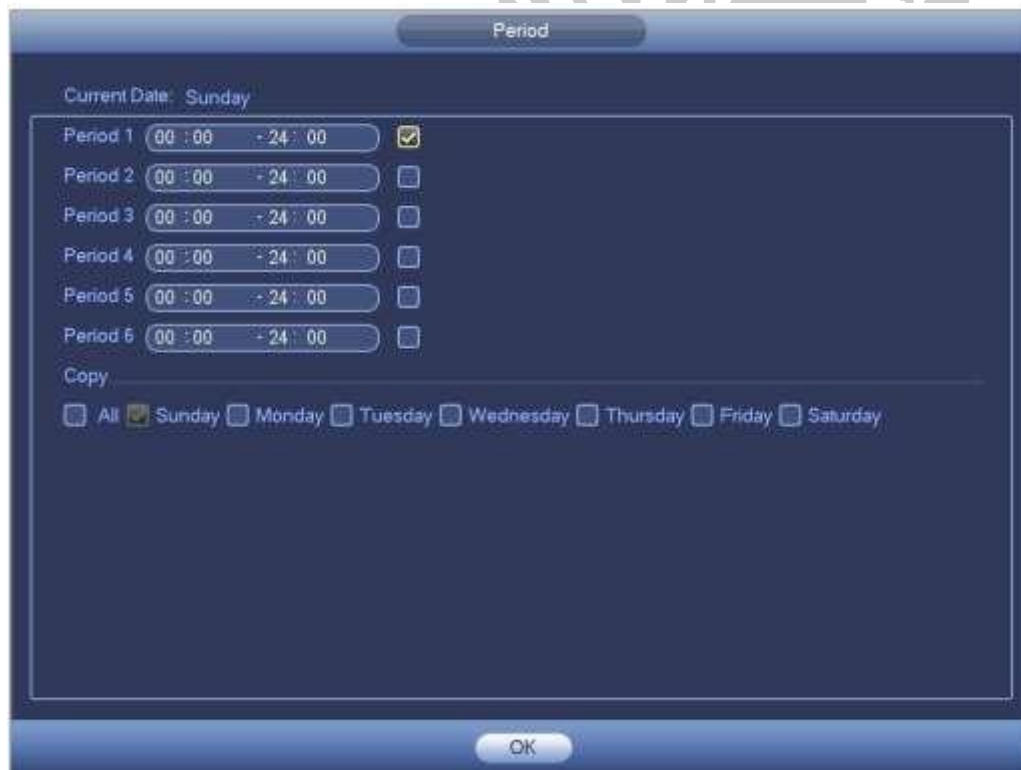 Period
Current Date: Sunday
Period 1 00 : 00 - 24 : 00
Period 2 00 : 00 - 24 : 00
Period 3 00 : 00 - 24 : 00
Period 4 00 : 00 - 24 : 00
Period 5 00 : 00 - 24 : 00
Period 6 00 : 00 - 24 : 00
Copy
All Sunday Monday Tuesday Wednesday Thursday Friday Saturday
OK